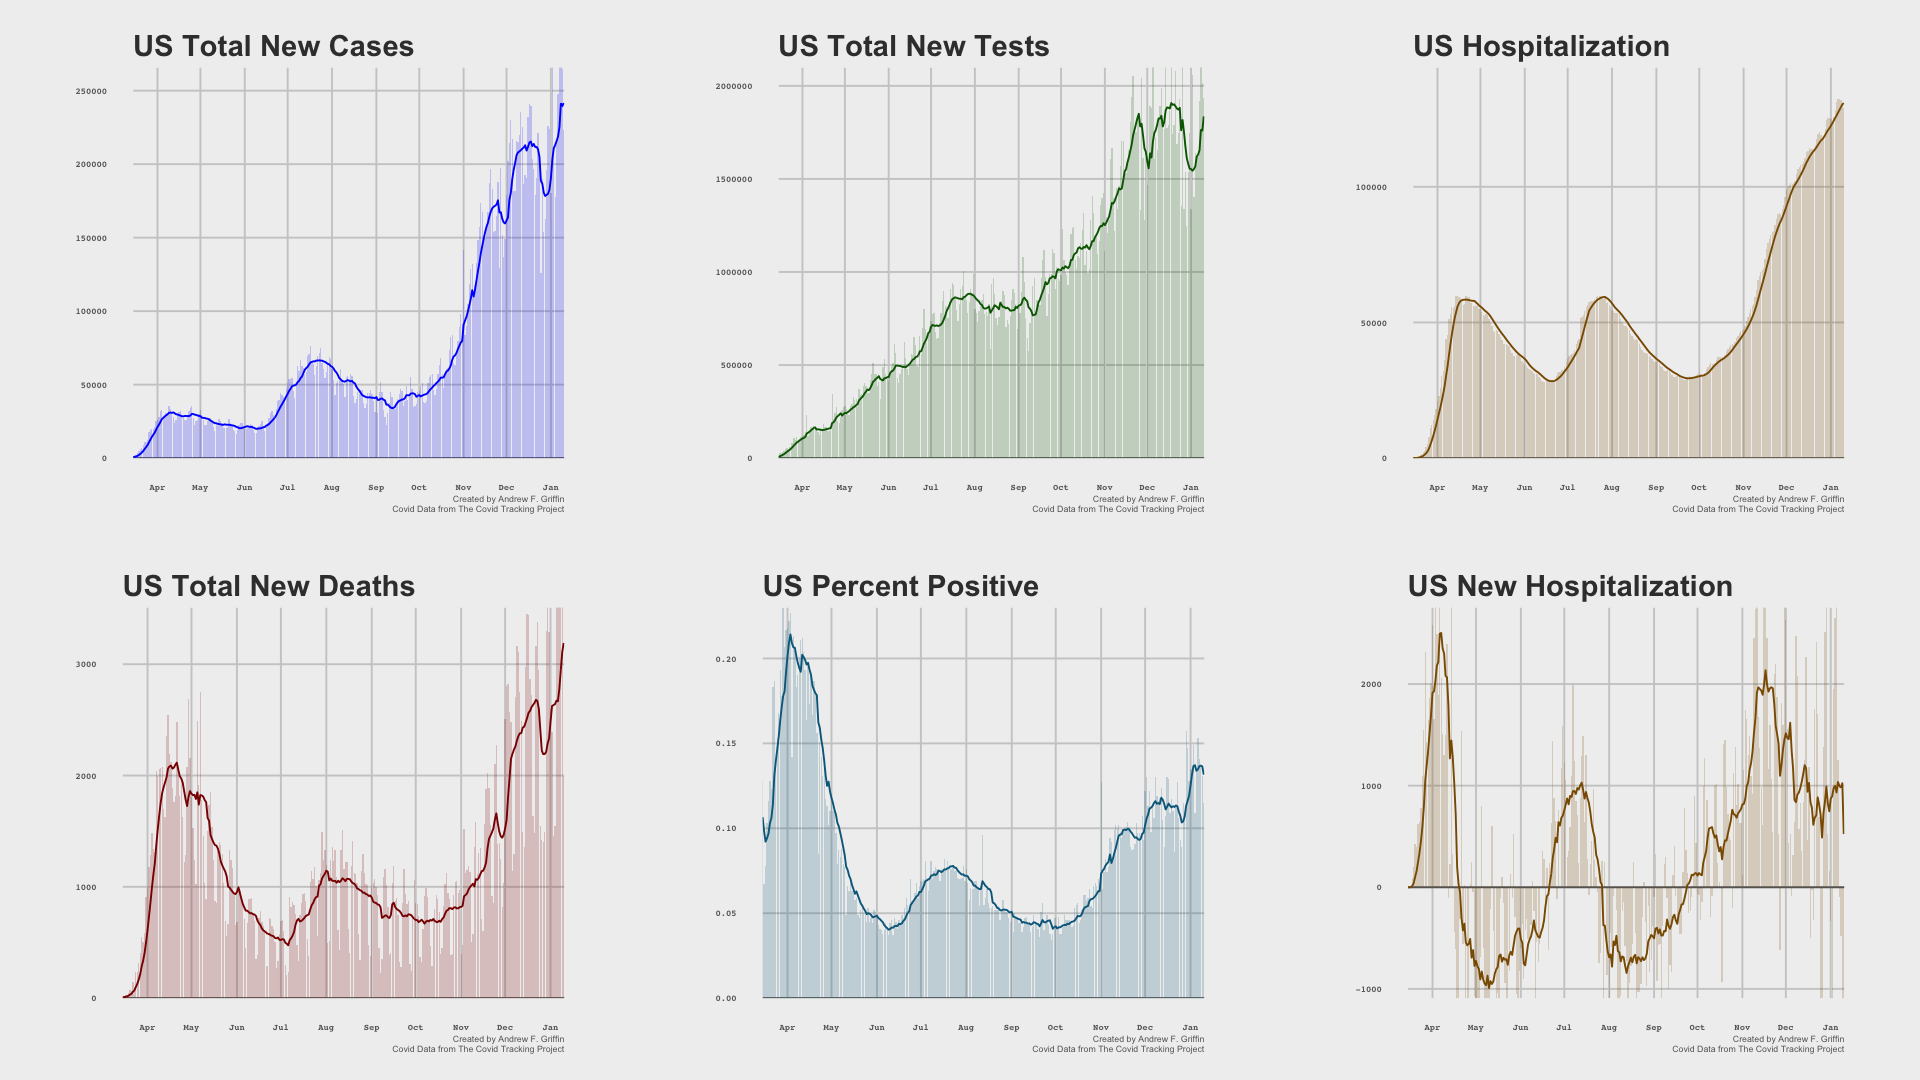 US Total New Cases
250000
200000
150000
100000
50000
0
Apr May Jun Jul Aug Sep Oct Nov Dec Jan
Created by Andrew F. Griffin
Covid Data from The Covid Tracking Project
US Total New Tests
2000000
1500000
1000000
500000
0
Apr May Jun Jul Aug Sep Oct Nov Dec Jan
Created by Andrew F. Griffin
Covid Data from The Covid Tracking Project
US Hospitalization
100000
50000
0
Apr May Jun Jul Aug Sep Oct Nov Dec Jan
Created by Andrew F. Griffin
Covid Data from The Covid Tracking Project
US Total New Deaths
3000
2000
1000
0
Apr May Jun Jul Aug Sep Oct Nov Dec Jan
Created by Andrew F. Griffin
Covid Data from The Covid Tracking Project
US Percent Positive
0.20
0.15
0.10
0.05
0.00
Apr May Jun Jul Aug Sep Oct Nov Dec Jan
Created by Andrew F. Griffin
Covid Data from The Covid Tracking Project
US New Hospitalization
2000
1000
0
−1000
Apr May Jun Jul Aug Sep Oct Nov Dec Jan
Created by Andrew F. Griffin
Covid Data from The Covid Tracking Project